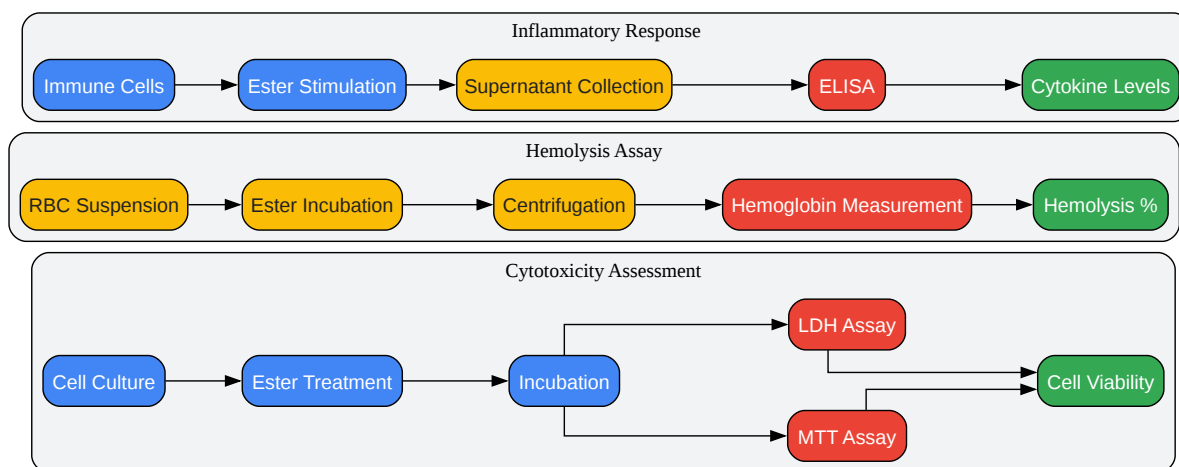 Inflammatory Response
Immune Cells
Ester Stimulation
Supernatant Collection
ELISA
Cytokine Levels
Hemolysis Assay
RBC Suspension
Ester Incubation
Centrifugation
Hemoglobin Measurement
Hemolysis %
Cytotoxicity Assessment
Cell Culture
Ester Treatment
Incubation
LDH Assay
MTT Assay
Cell Viability